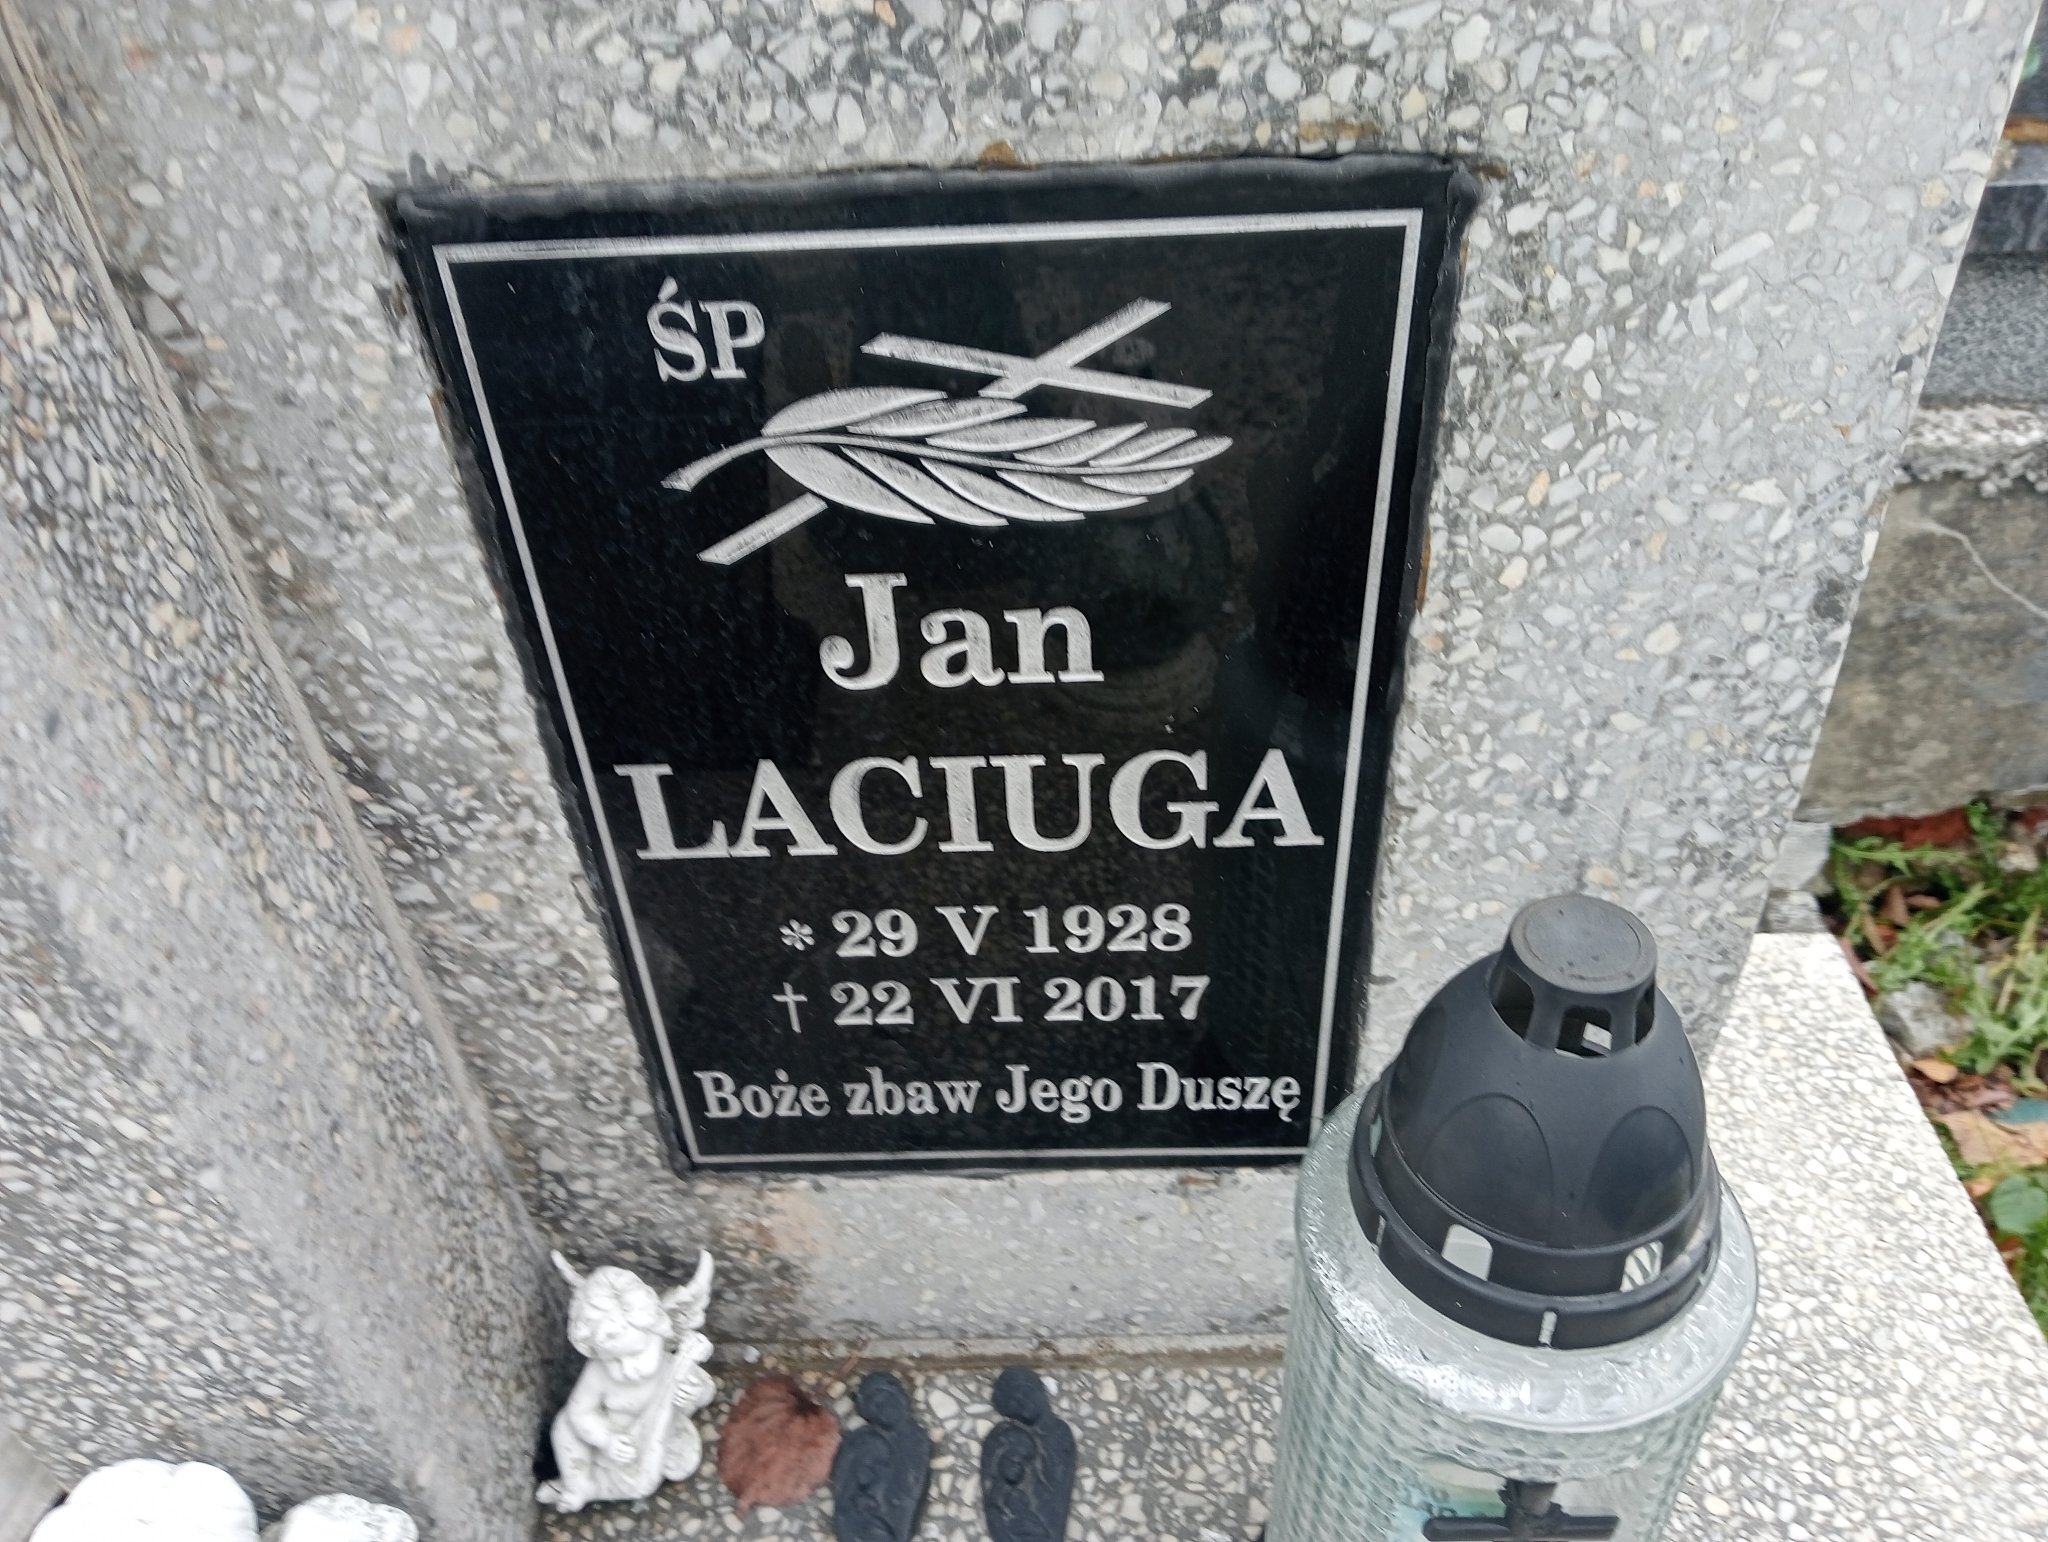 ŚP
Jan
LACIUGA
* 29 V 1928
† 22 VI 2017
Boże zbaw Jego Duszę